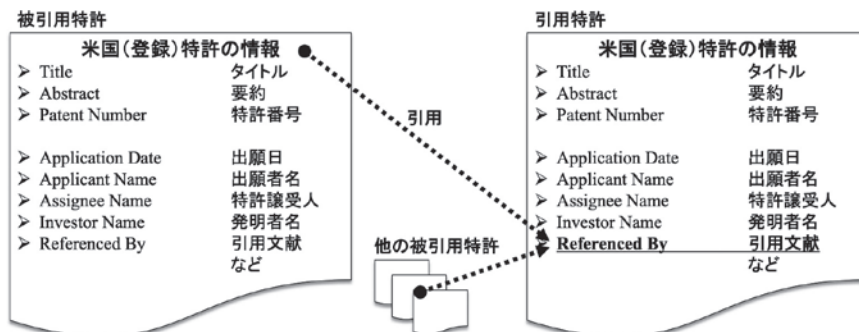 被引用特許
米国(登録)特許の情報
➢ Title タイトル
➢ Abstract 要約
➢ Patent Number 特許番号
➢ Application Date 出願日
➢ Applicant Name 出願者名
➢ Assignee Name 特許譲受人
➢ Investor Name 発明者名
➢ Referenced By 引用文献
など
引用
他の被引用特許
引用特許
米国(登録)特許の情報
➢ Title タイトル
➢ Abstract 要約
➢ Patent Number 特許番号
➢ Application Date 出願日
➢ Applicant Name 出願者名
➢ Assignee Name 特許譲受人
➢ Investor Name 発明者名
➢ Referenced By 引用文献
など